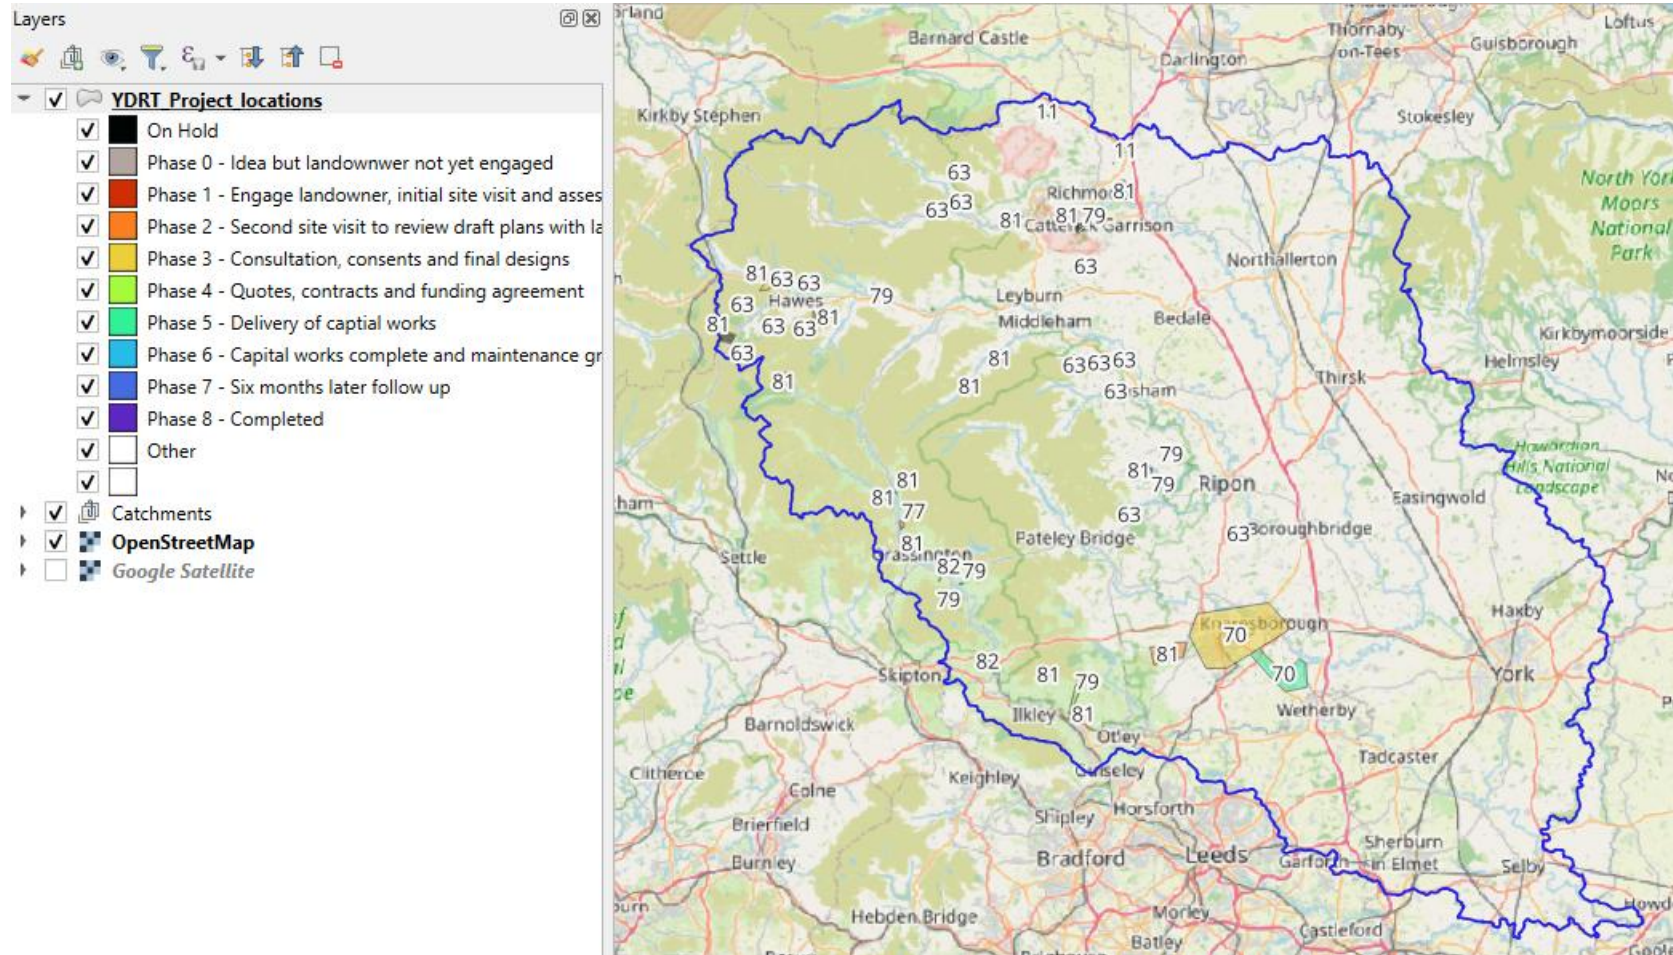 Layers
YDRT_Project_locations
On Hold
Phase 0 - Idea but landownwer not yet engaged
Phase 1 - Engage landowner, initial site visit and asses
Phase 2 - Second site visit to review draft plans with la
Phase 3 - Consultation, consents and final designs
Phase 4 - Quotes, contracts and funding agreement
Phase 5 - Delivery of captial works
Phase 6 - Capital works complete and maintenance gr
Phase 7 - Six months later follow up
Phase 8 - Completed
Other
Catchments
OpenStreetMap
Google Satellite
Barnard Castle
Darlington
Thornaby
-on-Tees
Guisborough
Loftus
Kirkby Stephen
Stokesley
11
11
63
63 63
81
81
81 79
Catterick Garrison
63
North York
Moors
National
Park
Northallerton
81 63 63
Hawes
79
63
81
63 63 81
63
Leyburn
Middleham
Bedale
Kirkbymoorside
Helmsley
81
81
81
63 63 63
63
Thirsk
79
81
79
Ripon
Howardian
Hills National
Landscape
Easingwold
81
81
77
81
63
Pateley Bridge
63
Boroughbridge
Settle
Grassington
82 79
79
Haxby
Knaresborough
70
81
70
York
82
Skipton
81
79
Ilkley
81
Otley
Wetherby
Barnoldswick
Tadcaster
Clitheroe
Keighley
Guiseley
Colne
Horsforth
Shipley
Brierfield
Burnley
Bradford
Leeds
Garforth
Sherburn
in Elmet
Selby
Hebden Bridge
Morley
Castleford
Batley